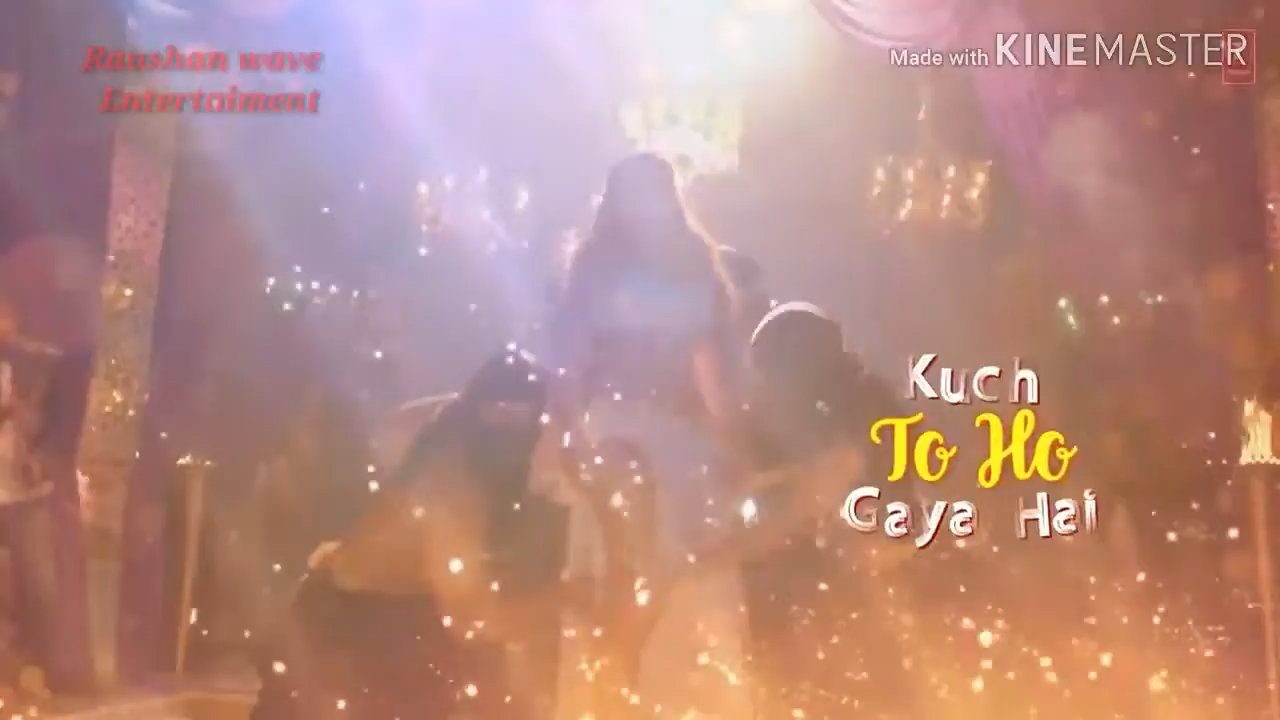 Raushan wave
Entertaiment
Made with KINEMASTER
Kuch
To Ho
Gaya Hai